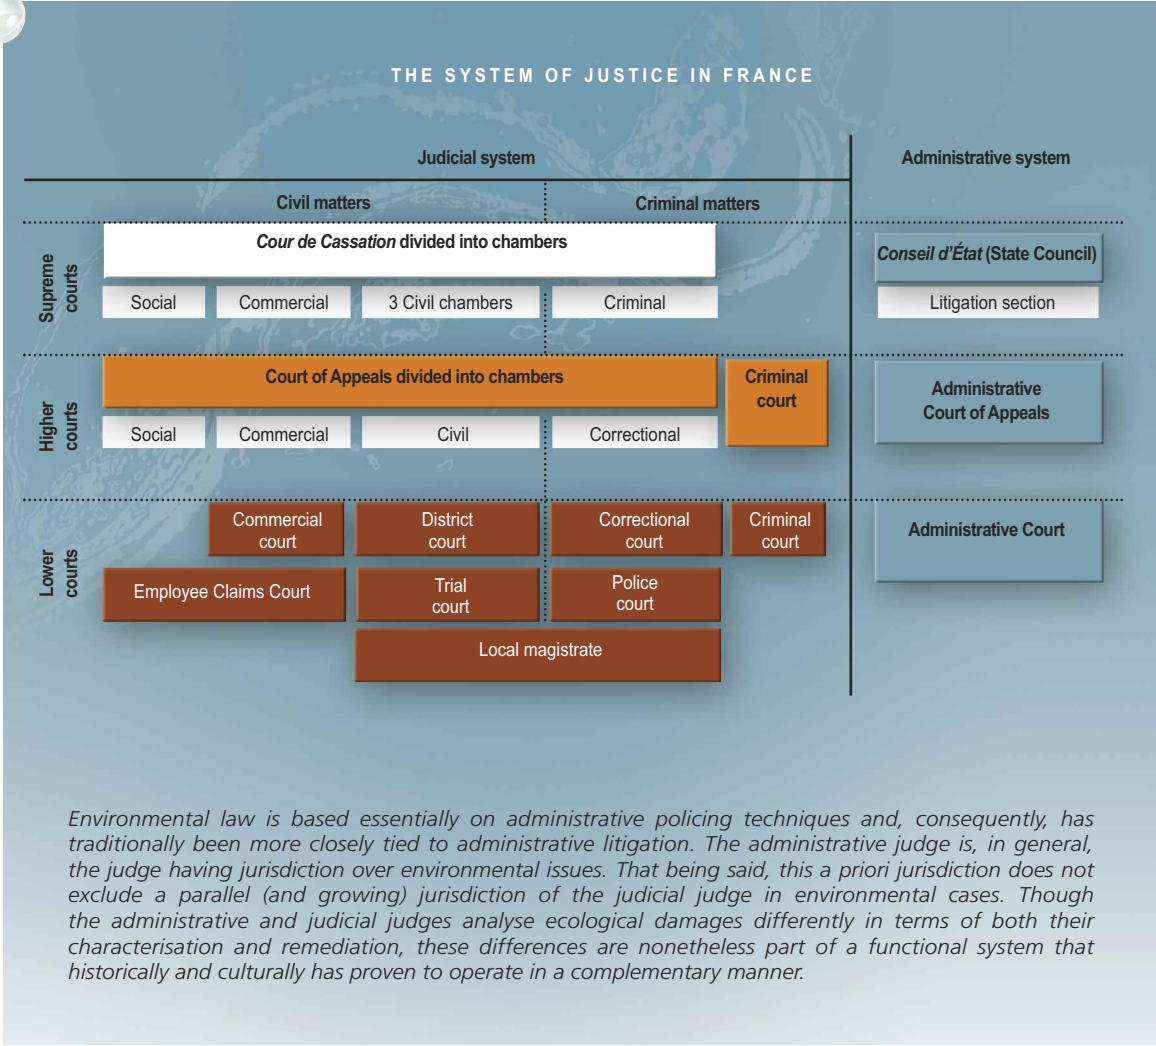 THE SYSTEM OF JUSTICE IN FRANCE
Judicial system
Administrative system
Civil matters
Criminal matters
Supreme
courts
Cour de Cassation divided into chambers
Conseil d'État (State Council)
Social
Commercial
3 Civil chambers
Criminal
Litigation section
Higher
courts
Court of Appeals divided into chambers
Criminal
court
Administrative
Court of Appeals
Social
Commercial
Civil
Correctional
Lower
courts
Commercial
court
District
court
Correctional
court
Criminal
court
Administrative Court
Employee Claims Court
Trial
court
Police
court
Local magistrate
Environmental law is based essentially on administrative policing techniques and, consequently, has
traditionally been more closely tied to administrative litigation. The administrative judge is, in general,
the judge having jurisdiction over environmental issues. That being said, this a priori jurisdiction does not
exclude a parallel (and growing) jurisdiction of the judicial judge in environmental cases. Though
the administrative and judicial judges analyse ecological damages differently in terms of both their
characterisation and remediation, these differences are nonetheless part of a functional system that
historically and culturally has proven to operate in a complementary manner.